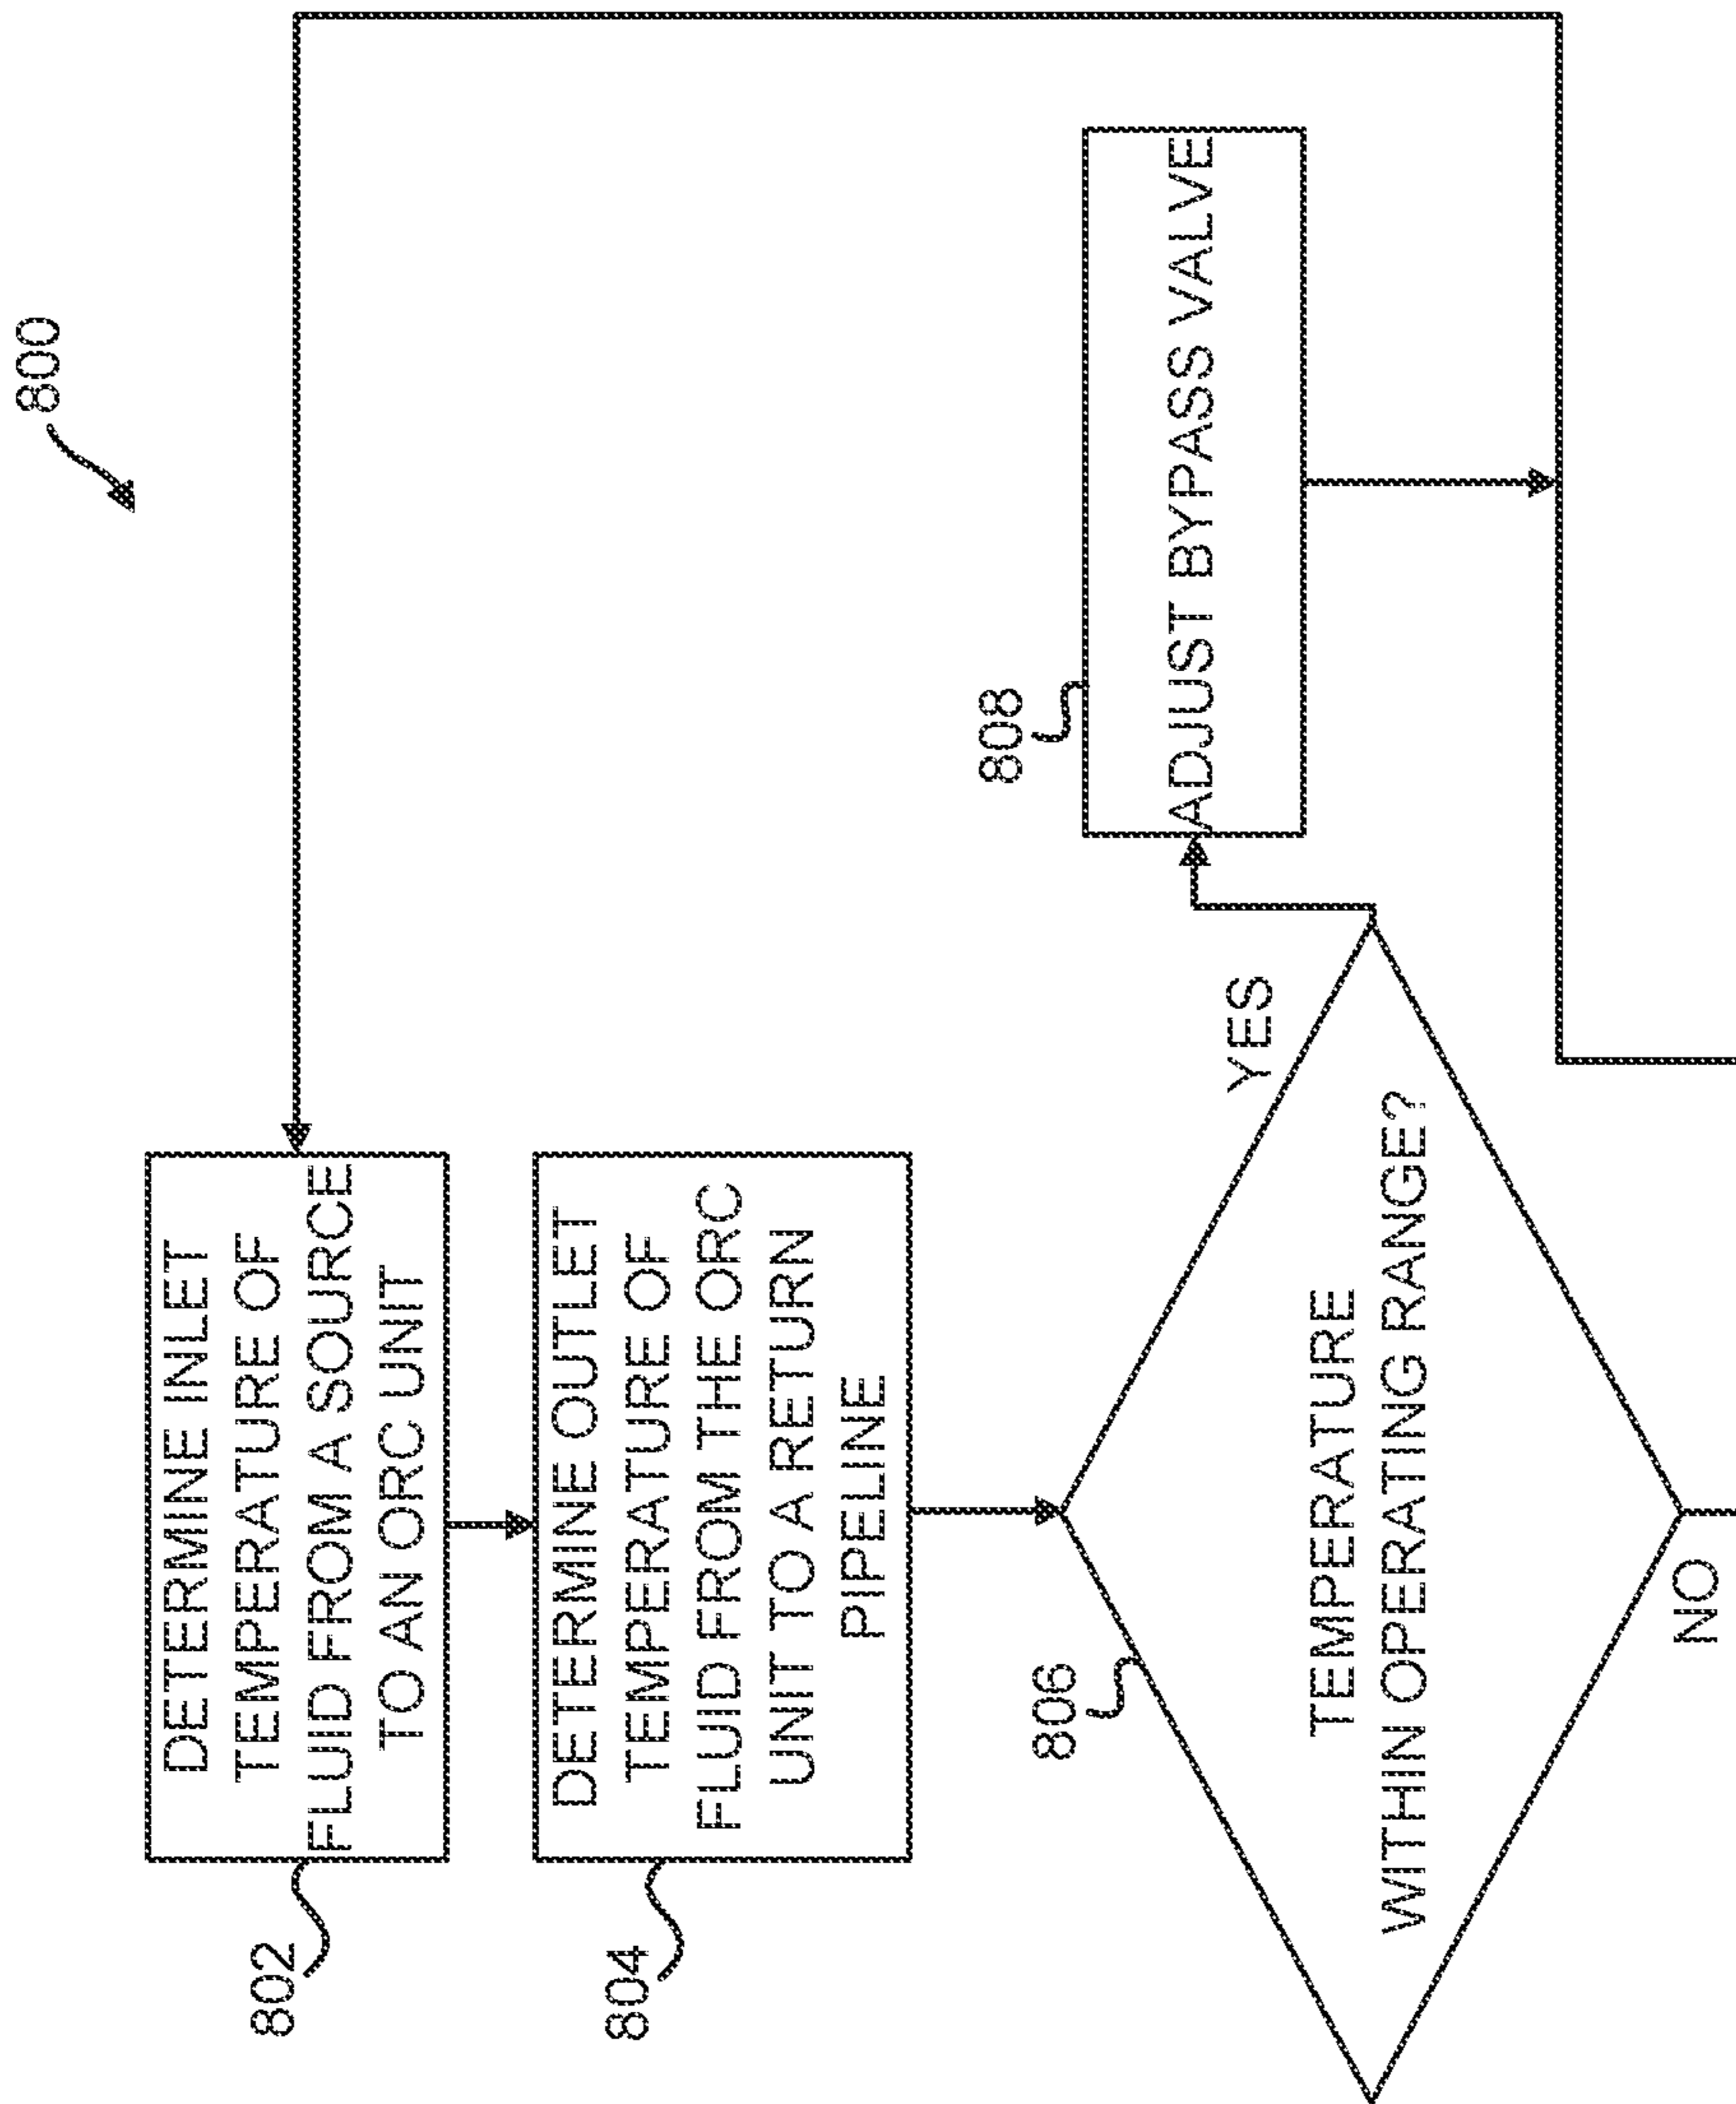 800
802
DETERMINE INLET
TEMPERATURE OF
FLUID FROM A SOURCE
TO AN ORC UNIT
804
DETERMINE OUTLET
TEMPERATURE OF
FLUID FROM THE ORC
UNIT TO A RETURN
PIPELINE
806
TEMPERATURE
WITHIN OPERATING RANGE?
YES
808
ADJUST BYPASS VALVE
NO